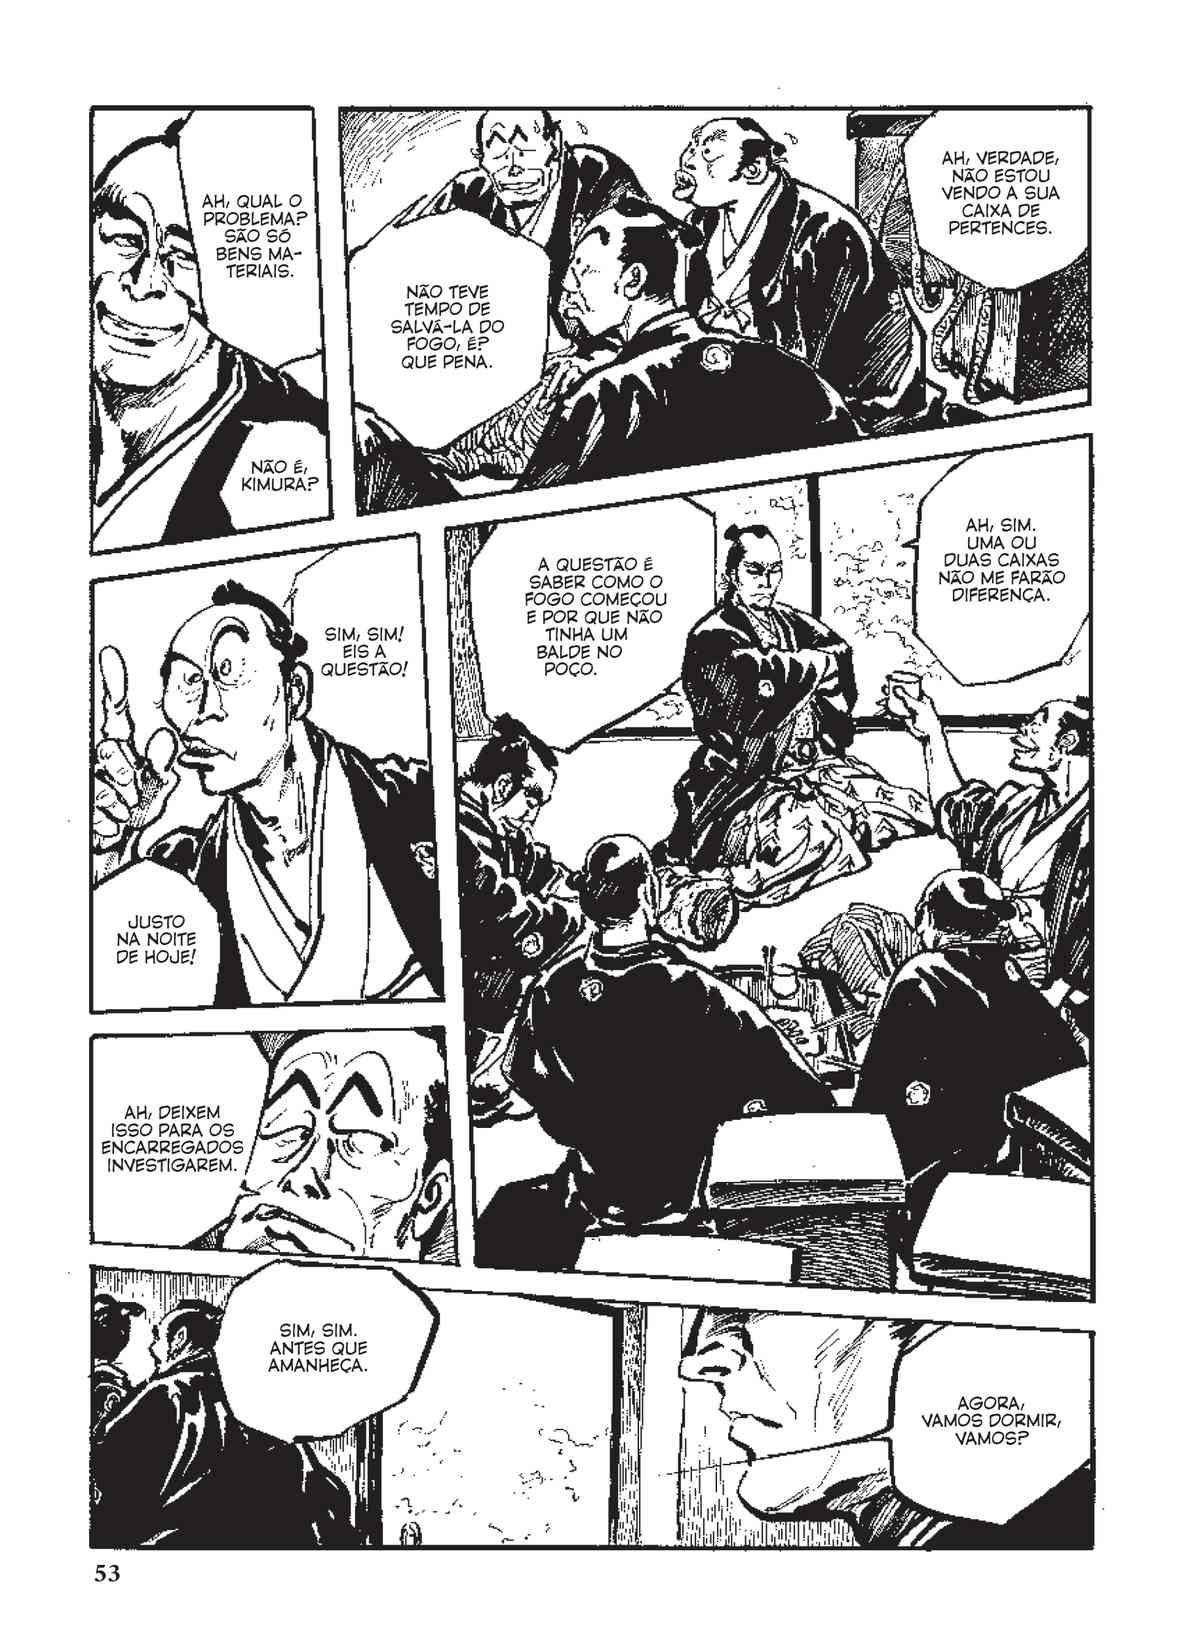 AH, VERDADE,
NÃO ESTOU
VENDO A SUA
CAIXA DE
PERTENCES.
NÃO TEVE
TEMPO DE
SALVÁ-LA DO
FOGO, É?
QUE PENA.
AH, QUAL O
PROBLEMA?
SÃO SÓ
BENS MA-
TERIAIS.
NÃO É,
KIMURA?
AH, SIM.
UMA OU
DUAS CAIXAS
NÃO ME FARÃO
DIFERENÇA.
A QUESTÃO É
SABER COMO O
FOGO COMEÇOU
E POR QUE NÃO
TINHA UM
BALDE NO
POÇO.
SIM, SIM!
EIS A
QUESTÃO!
JUSTO
NA NOITE
DE HOJE!
AH, DEIXEM
ISSO PARA OS
ENCARREGADOS
INVESTIGAREM.
AGORA,
VAMOS DORMIR,
VAMOS?
SIM, SIM.
ANTES QUE
AMANHEÇA.
53